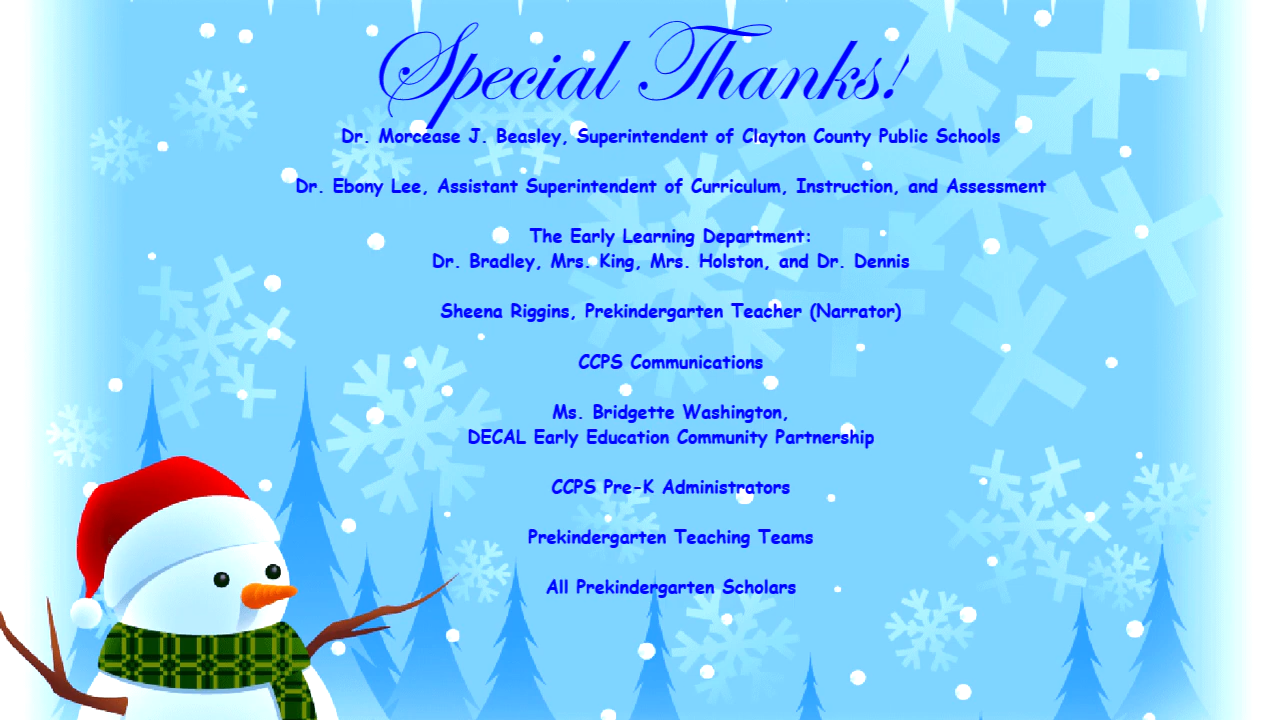 Special Thanks!
Dr. Morcease J. Beasley, Superintendent of Clayton County Public Schools
Dr. Ebony Lee, Assistant Superintendent of Curriculum, Instruction, and Assessment
The Early Learning Department:
Dr. Bradley, Mrs. King, Mrs. Holston, and Dr. Dennis
Sheena Riggins, Prekindergarten Teacher (Narrator)
CCPS Communications
Ms. Bridgette Washington,
DECAL Early Education Community Partnership
CCPS Pre-K Administrators
Prekindergarten Teaching Teams
All Prekindergarten Scholars